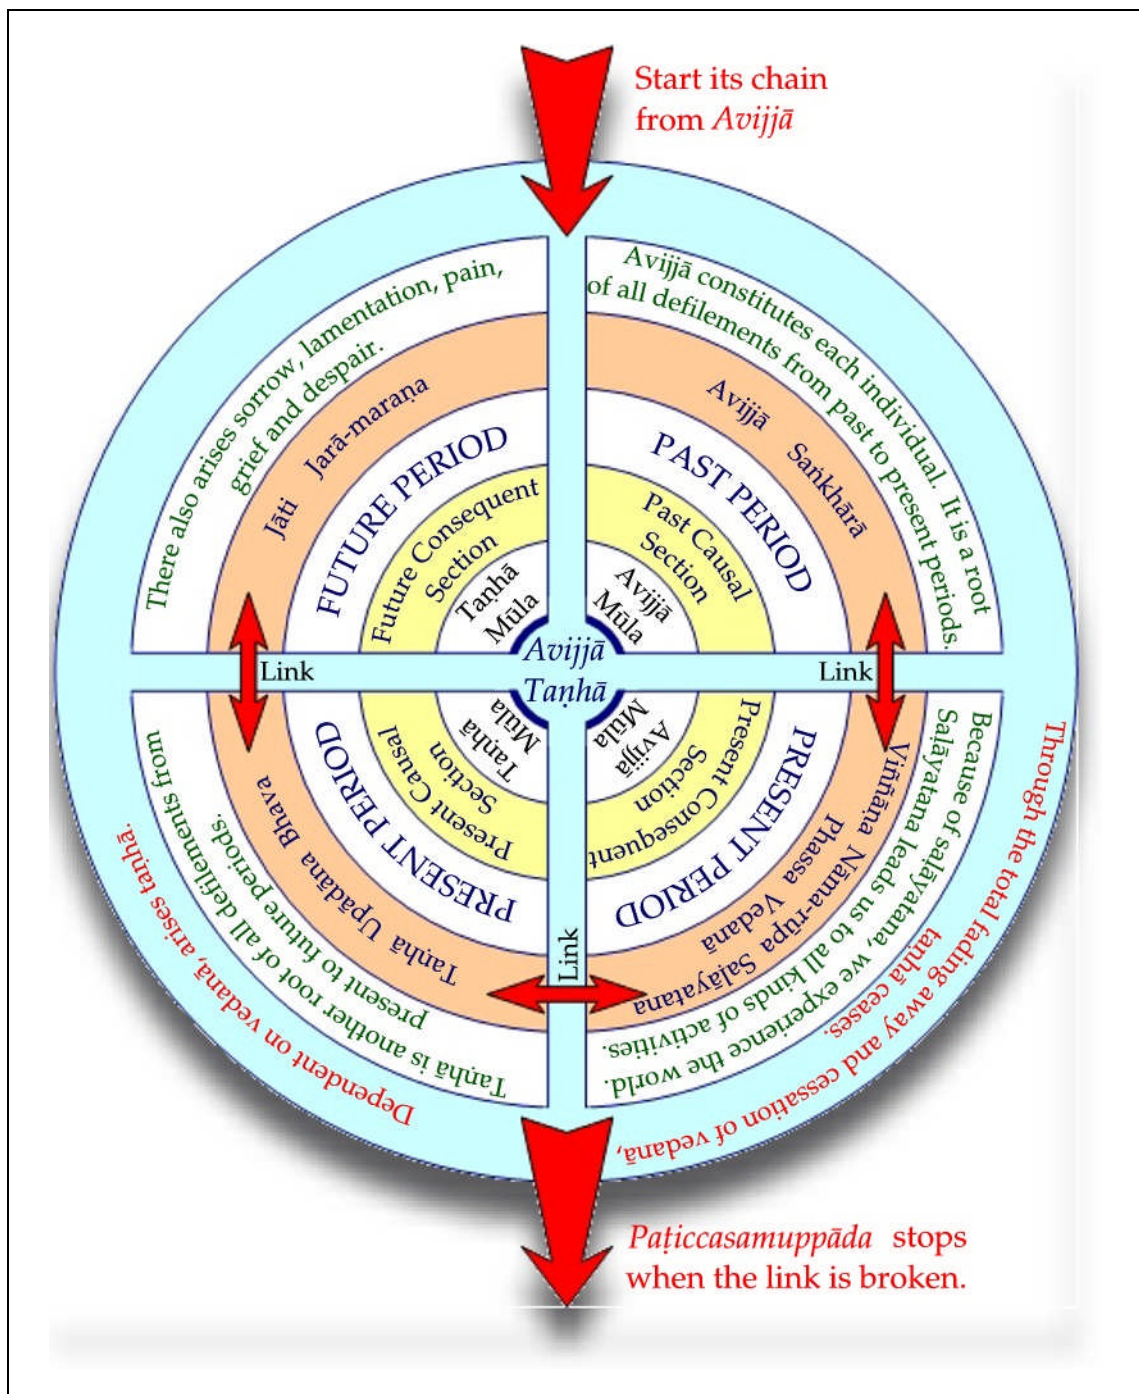 Start its chain
from Avijjā
Avijjā constitutes each individual. It is a root
of all defilements from past to present periods.
Avijjā Saṅkhārā
PAST PERIOD
Past Causal
Section
Avijjā
Mūla
Link
Because of saḷāyatana, we experience the world.
Saḷāyatana leads us to all kinds of activities.
Viññāṇa Nāma-rūpa Saḷāyatana
Phassa Vedanā
PRESENT PERIOD
Present Consequent
Section
Avijjā
Mūla
Through the total fading away and cessation of vedanā,
taṇhā ceases.
Link
Taṇhā is another root of all defilements from
present to future periods.
Taṇhā Upādāna Bhava
PRESENT PERIOD
Present Causal
Section
Taṇhā
Mūla
Dependent on vedanā, arises taṇhā.
Link
There also arises sorrow, lamentation, pain,
grief and despair.
Jāti Jarā-maraṇa
FUTURE PERIOD
Future Consequent
Section
Taṇhā
Mūla
Avijjā
Taṇhā
Paṭiccasamuppāda stops
when the link is broken.